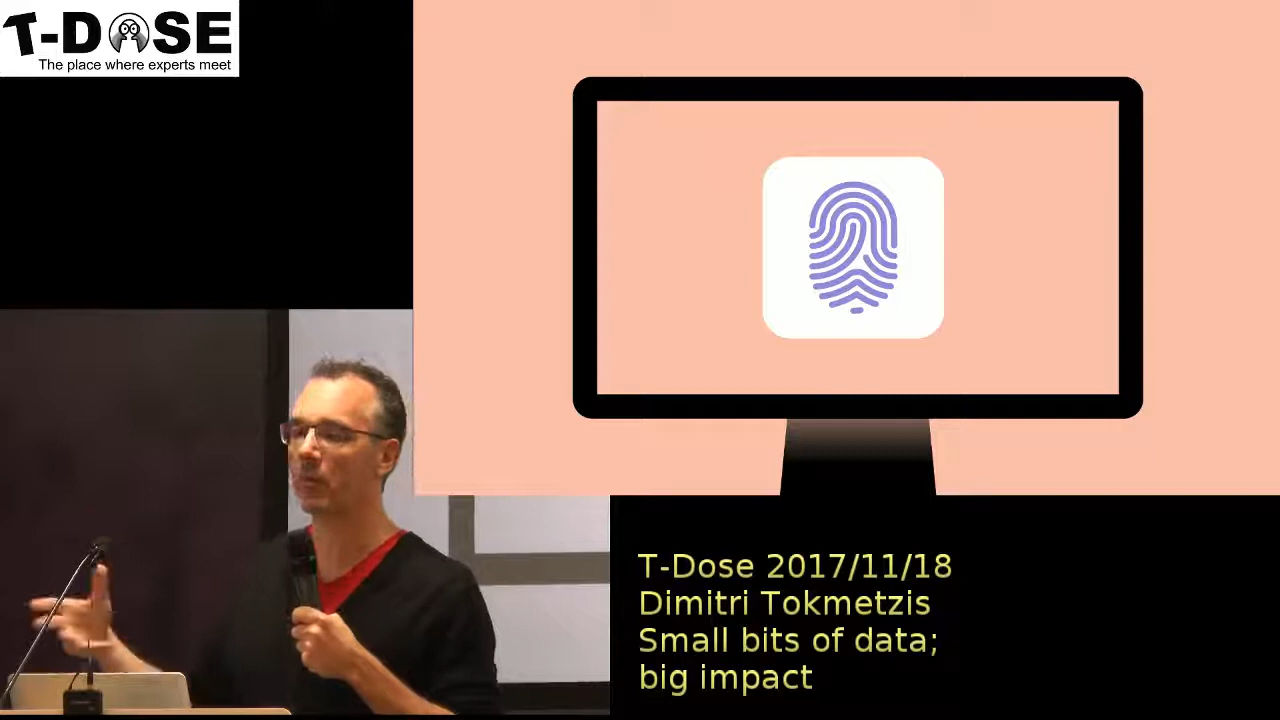 T-DOSE
The place where experts meet
T-Dose 2017/11/18
Dimitri Tokmetzis
Small bits of data;
big impact